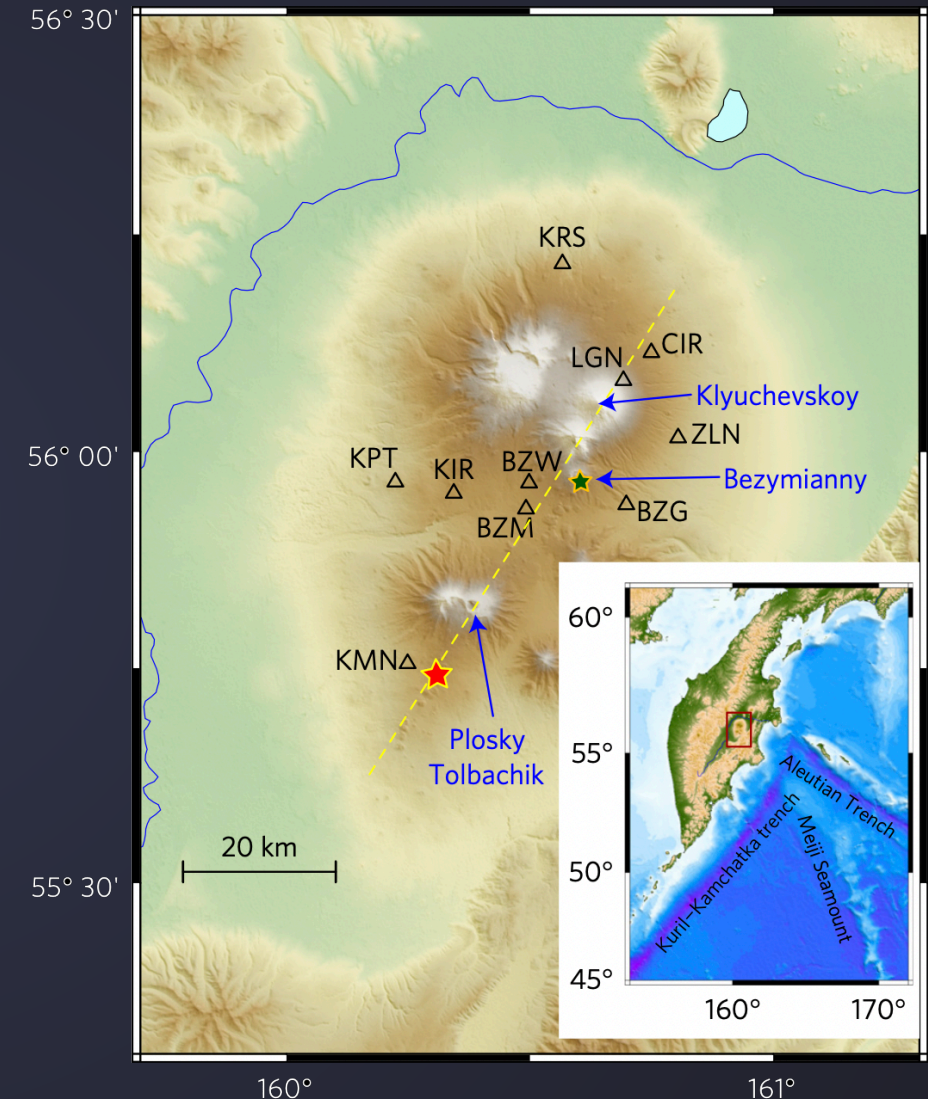 56° 30'
KRS
LGN
CIR
Klyuchevskoy
56° 00'
KPT
KIR
BZW
ZLN
Bezymianny
BZM
BZG
KMN
Plosky
Tolbachik
20 km
55° 30'
160°
161°
60°
55°
50°
45°
160°
170°
Aleutian Trench
Kuril–Kamchatka trench
Meiji Seamount